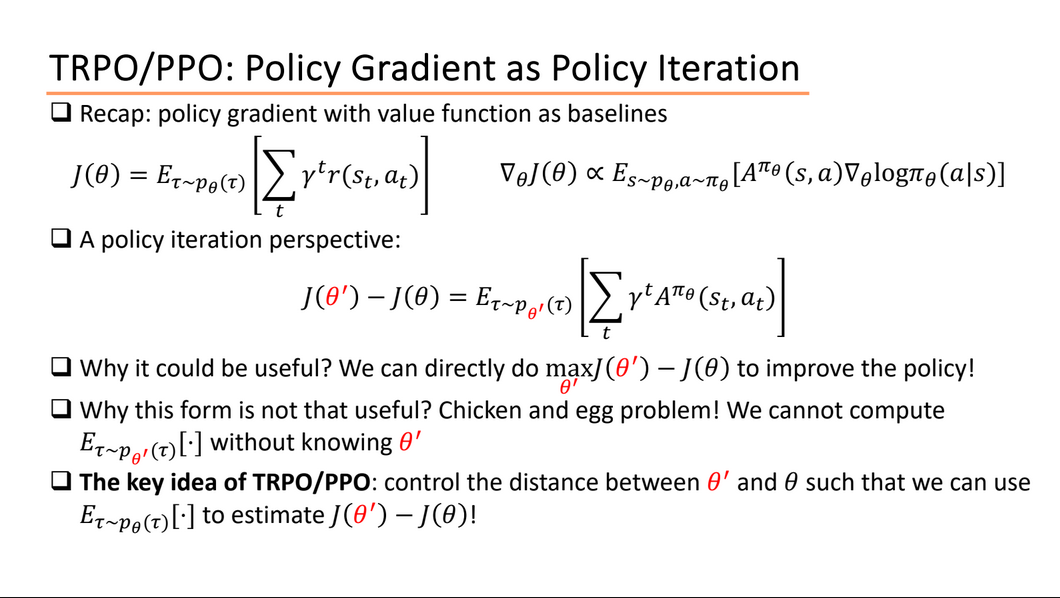 TRPO/PPO: Policy Gradient as Policy Iteration
❑ Recap: policy gradient with value function as baselines
J(θ) = E_{τ~p_θ(τ)} [∑_t γ^t r(s_t, a_t)]    ∇_θ J(θ) ∝ E_{s~p_θ, a~π_θ} [A^{π_θ}(s, a) ∇_θ log π_θ(a|s)]
❑ A policy iteration perspective:
J(θ′) − J(θ) = E_{τ~p_{θ′}(τ)} [∑_t γ^t A^{π_θ}(s_t, a_t)]
❑ Why it could be useful? We can directly do max_{θ′} J(θ′) − J(θ) to improve the policy!
❑ Why this form is not that useful? Chicken and egg problem! We cannot compute
E_{τ~p_{θ′}(τ)}[·] without knowing θ′
❑ The key idea of TRPO/PPO: control the distance between θ′ and θ such that we can use
E_{τ~p_θ(τ)}[·] to estimate J(θ′) − J(θ)!